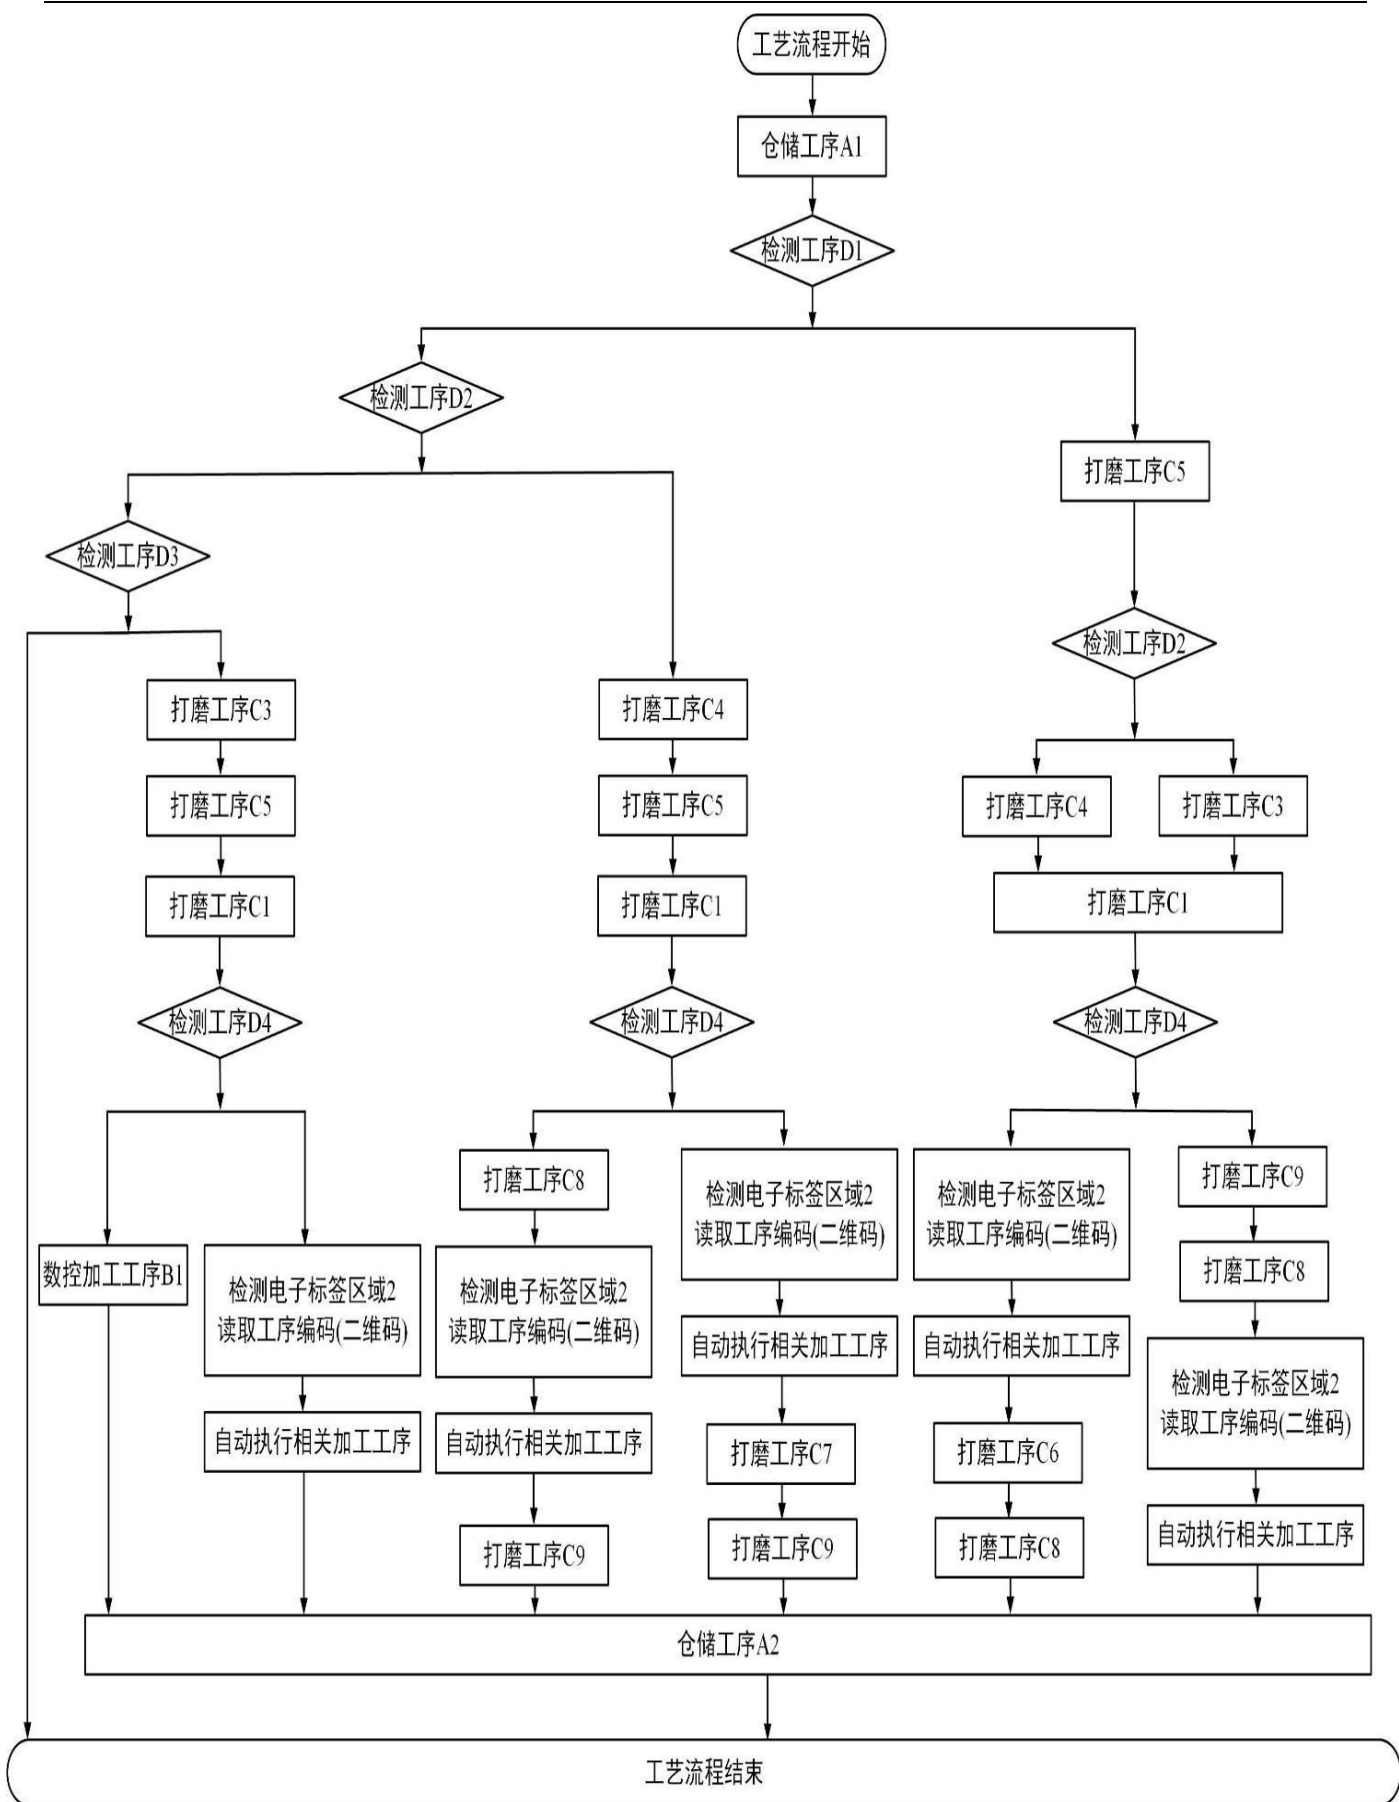 工艺流程开始
仓储工序A1
检测工序D1
检测工序D2
打磨工序C5
检测工序D3
检测工序D2
打磨工序C3
打磨工序C4
打磨工序C5
打磨工序C5
打磨工序C4
打磨工序C3
打磨工序C1
打磨工序C1
打磨工序C1
检测工序D4
检测工序D4
检测工序D4
打磨工序C8
检测电子标签区域2
读取工序编码(二维码)
检测电子标签区域2
读取工序编码(二维码)
打磨工序C9
数控加工工序B1
检测电子标签区域2
读取工序编码(二维码)
检测电子标签区域2
读取工序编码(二维码)
打磨工序C8
自动执行相关加工工序
自动执行相关加工工序
检测电子标签区域2
读取工序编码(二维码)
自动执行相关加工工序
自动执行相关加工工序
打磨工序C7
打磨工序C6
自动执行相关加工工序
打磨工序C9
打磨工序C9
打磨工序C8
仓储工序A2
工艺流程结束